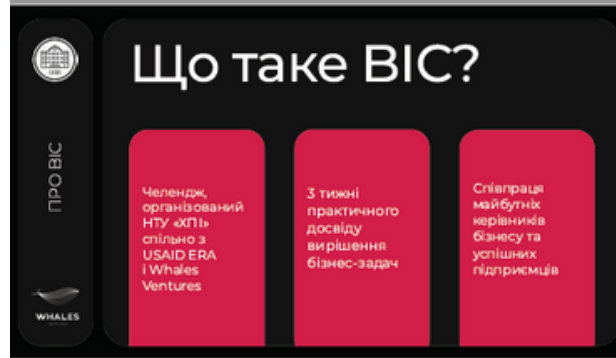 Що таке BIC?
ПРО BIC
Челендж,
організований
НТУ «ХПІ»
спільно з
USAID ERA
і Whales
Ventures
3 тижні
практичного
досвіду
вирішення
бізнес-задач
Співпраця
майбутніх
керівників
бізнесу та
успішних
підприємців
WHALES